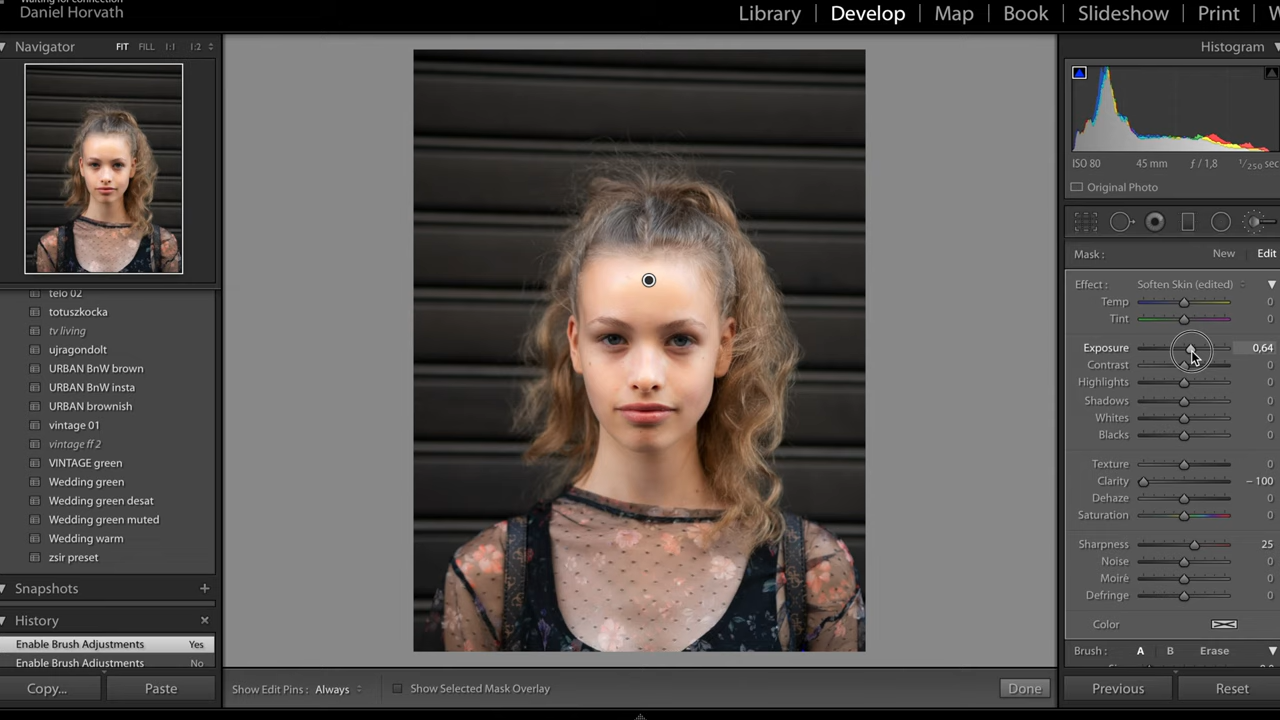 Waiting for connection
Daniel Horvath
Library | Develop | Map | Book | Slideshow | Print |
Navigator FIT FILL 1:1 1:2
telo 02
totuszkocka
tv living
ujragondolt
URBAN BnW brown
URBAN BnW insta
URBAN brownish
vintage 01
vintage ff 2
VINTAGE green
Wedding green
Wedding green desat
Wedding green muted
Wedding warm
zsir preset
Snapshots +
History ×
Enable Brush Adjustments Yes
Enable Brush Adjustments No
Copy... Paste
Show Edit Pins : Always Show Selected Mask Overlay Done
Histogram
ISO 80 45 mm ƒ / 1,8 1/250 sec
Original Photo
Mask : New Edit
Effect : Soften Skin (edited)
Temp 0
Tint 0
Exposure 0,64
Contrast 0
Highlights 0
Shadows 0
Whites 0
Blacks 0
Texture 0
Clarity – 100
Dehaze 0
Saturation 0
Sharpness 25
Noise 0
Moiré 0
Defringe 0
Color
Brush : A B Erase
Previous Reset